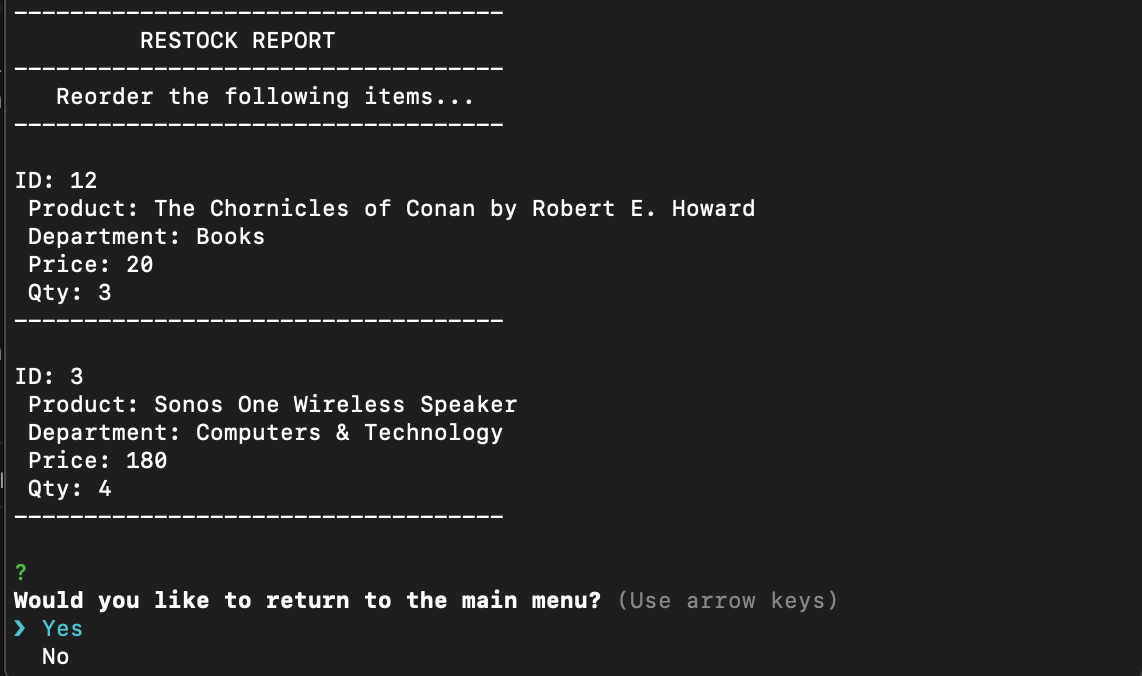 -----------------------------------
RESTOCK REPORT
-----------------------------------
Reorder the following items...
-----------------------------------
ID: 12
Product: The Chornicles of Conan by Robert E. Howard
Department: Books
Price: 20
Qty: 3
-----------------------------------
ID: 3
Product: Sonos One Wireless Speaker
Department: Computers & Technology
Price: 180
Qty: 4
-----------------------------------
?
Would you like to return to the main menu? (Use arrow keys)
❯ Yes
No